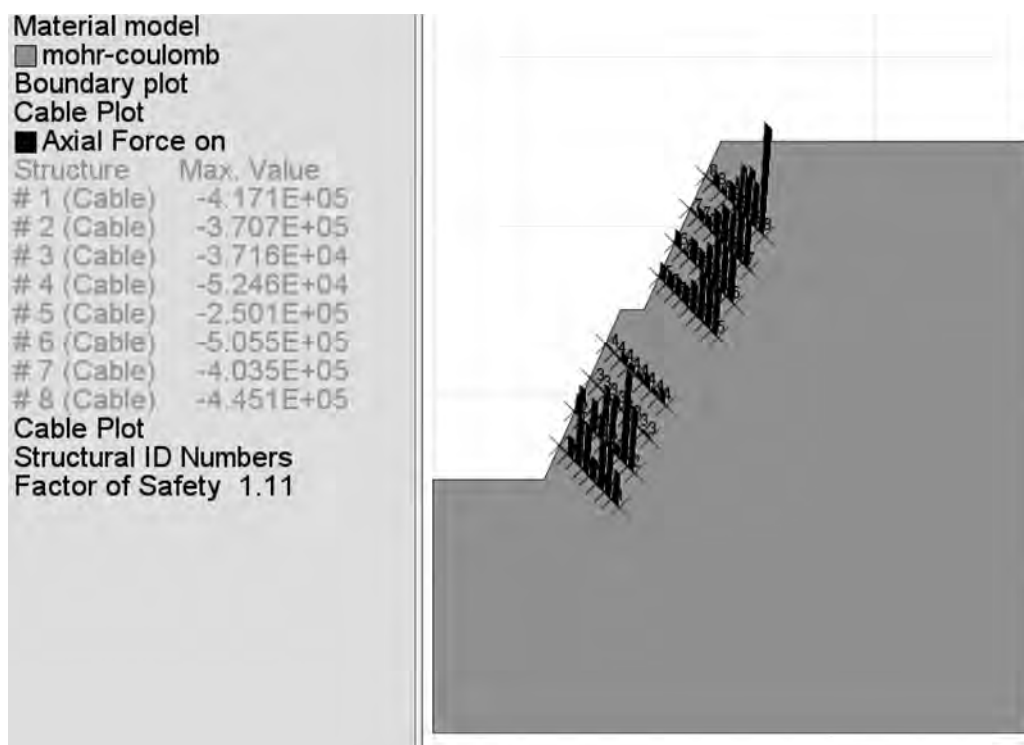 Material model
mohr-coulomb
Boundary plot
Cable Plot
Axial Force on
Structure Max. Value
# 1 (Cable) -4.171E+05
# 2 (Cable) -3.707E+05
# 3 (Cable) -3.716E+04
# 4 (Cable) -5.246E+04
# 5 (Cable) -2.501E+05
# 6 (Cable) -5.055E+05
# 7 (Cable) -4.035E+05
# 8 (Cable) -4.451E+05
Cable Plot
Structural ID Numbers
Factor of Safety 1.11